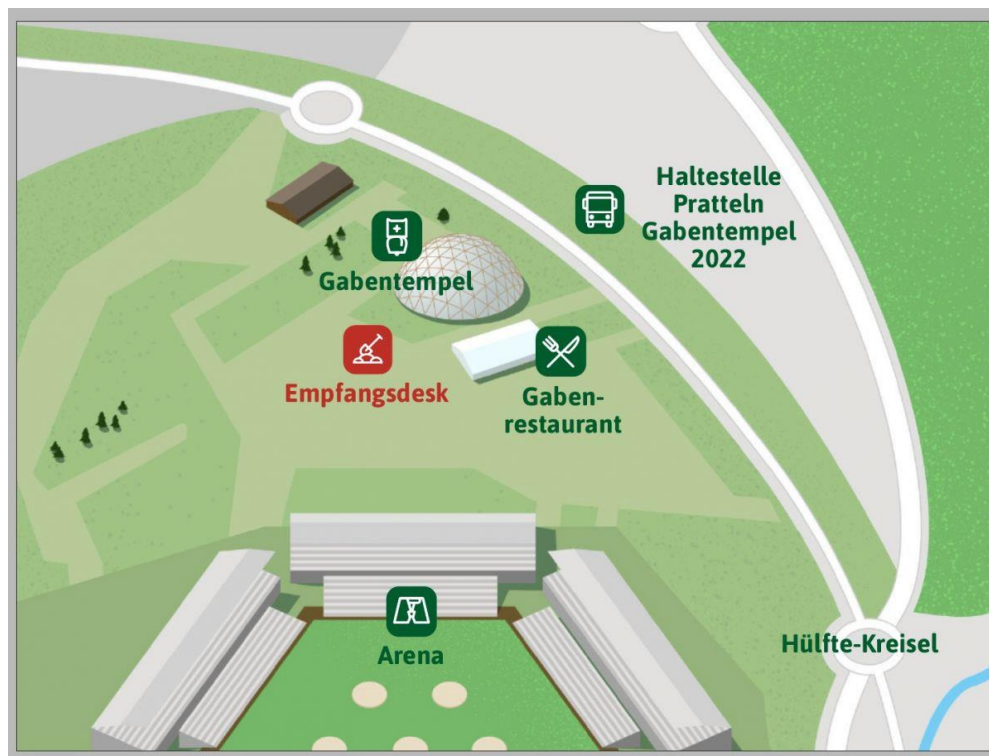 Haltestelle
Pratteln
Gabentempel
2022
Gabentempel
Empfangsdesk
Gaben-
restaurant
Arena
Hülfte-Kreisel